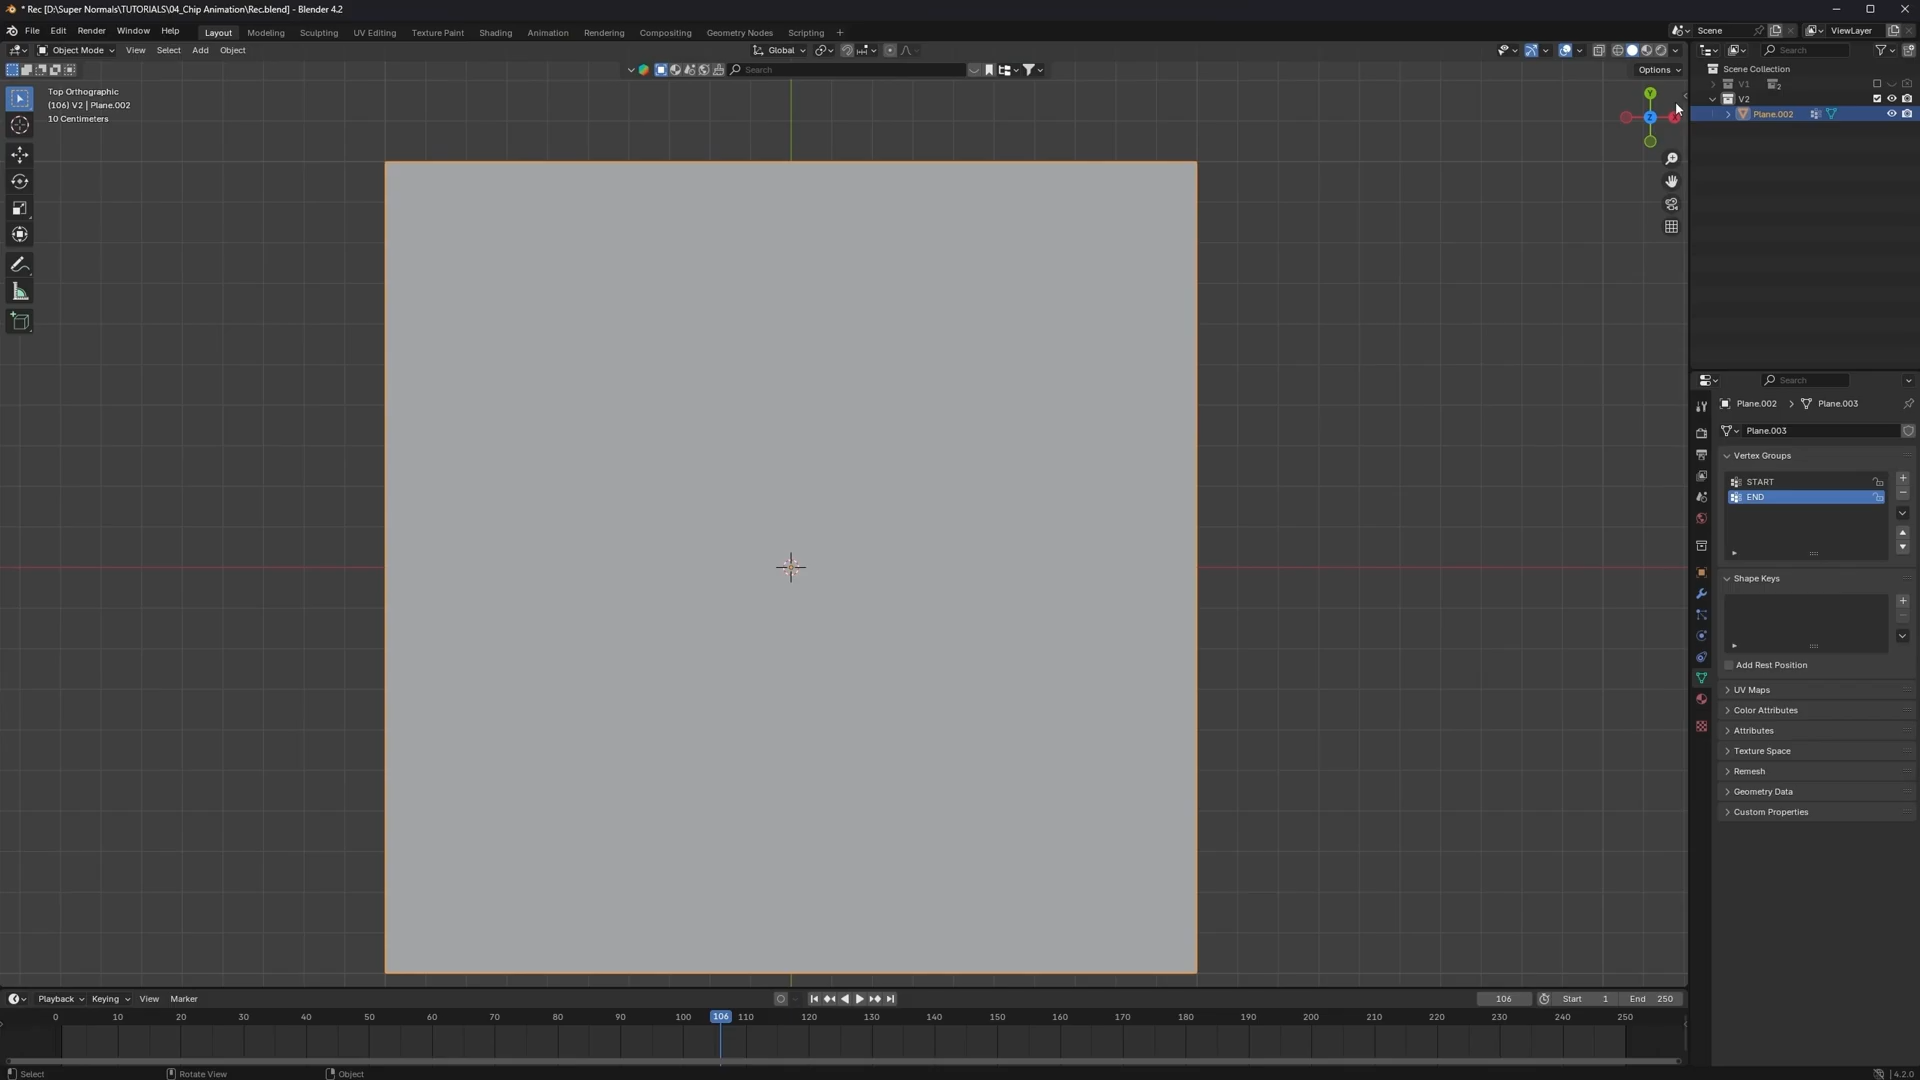 * Rec [D:\Super Normals\TUTORIALS\04_Chip Animation\Rec.blend] - Blender 4.2
File Edit Render Window Help Layout Modeling Sculpting UV Editing Texture Paint Shading Animation Rendering Compositing Geometry Nodes Scripting + Scene ViewLayer
Object Mode View Select Add Object Global Search
Search Options
Top Orthographic
(106) V2 | Plane.002
10 Centimeters
Y
Z
X
Scene Collection
V1 2
V2
Plane.002
Search
Plane.002 > Plane.003
Plane.003
Vertex Groups
START
END
Shape Keys
Add Rest Position
UV Maps
Color Attributes
Attributes
Texture Space
Remesh
Geometry Data
Custom Properties
Playback Keying View Marker 106 Start 1 End 250
0 10 20 30 40 50 60 70 80 90 100 106 110 120 130 140 150 160 170 180 190 200 210 220 230 240 250
Select Rotate View Object 4.2.0